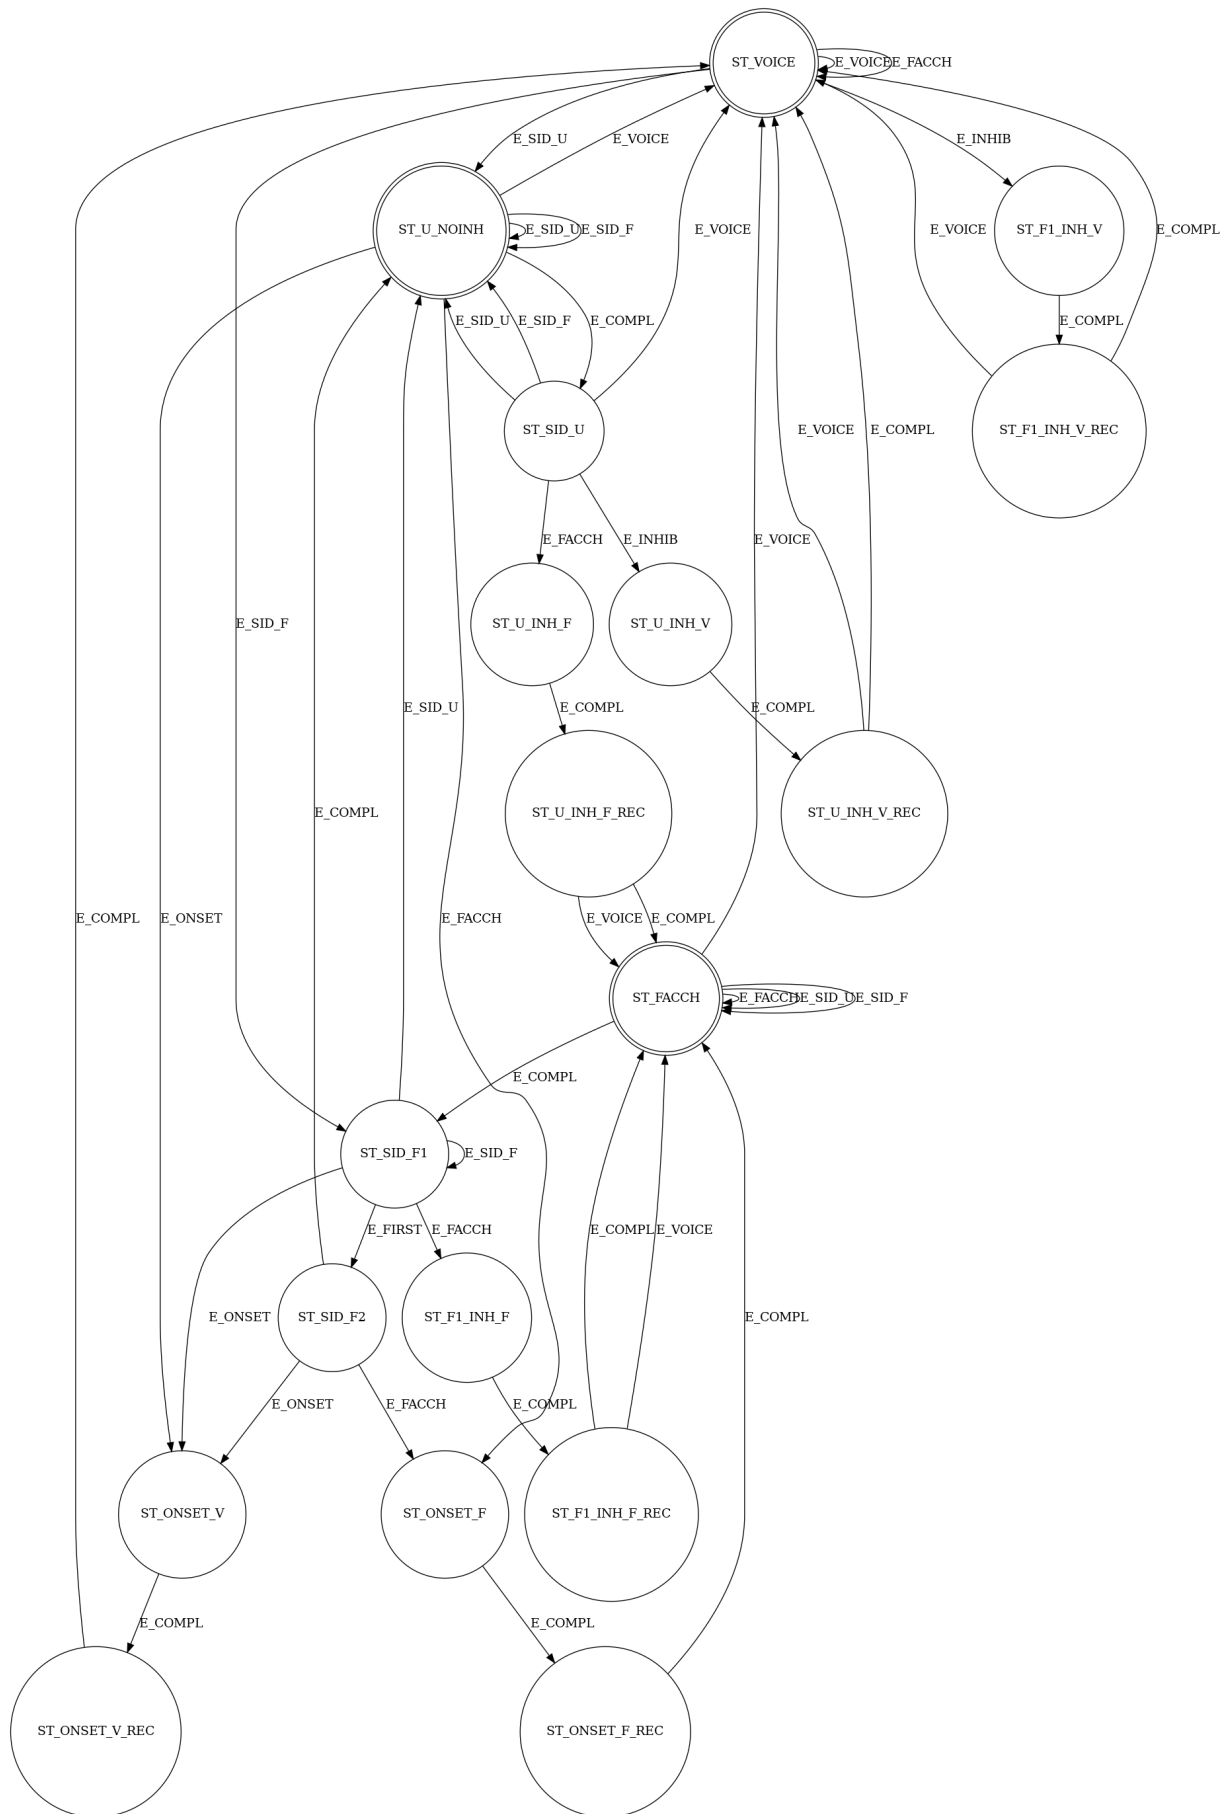 ST_VOICE
E_VOICE
E_FACCH
E_SID_U
E_VOICE
E_INHIB
ST_U_NOINH
E_SID_U
E_SID_F
E_VOICE
E_VOICE
ST_F1_INH_V
E_COMPL
E_SID_U
E_SID_F
E_COMPL
E_COMPL
ST_SID_U
E_VOICE
E_COMPL
ST_F1_INH_V_REC
E_FACCH
E_INHIB
E_VOICE
E_SID_F
ST_U_INH_F
ST_U_INH_V
E_SID_U
E_COMPL
E_COMPL
E_COMPL
ST_U_INH_F_REC
ST_U_INH_V_REC
E_COMPL
E_ONSET
E_FACCH
E_VOICE
E_COMPL
ST_FACCH
E_FACCH
E_SID_U
E_SID_F
E_COMPL
ST_SID_F1
E_SID_F
E_FIRST
E_FACCH
E_COMPL
E_VOICE
E_ONSET
ST_SID_F2
ST_F1_INH_F
E_COMPL
E_ONSET
E_FACCH
E_COMPL
ST_ONSET_V
ST_ONSET_F
ST_F1_INH_F_REC
E_COMPL
E_COMPL
ST_ONSET_V_REC
ST_ONSET_F_REC